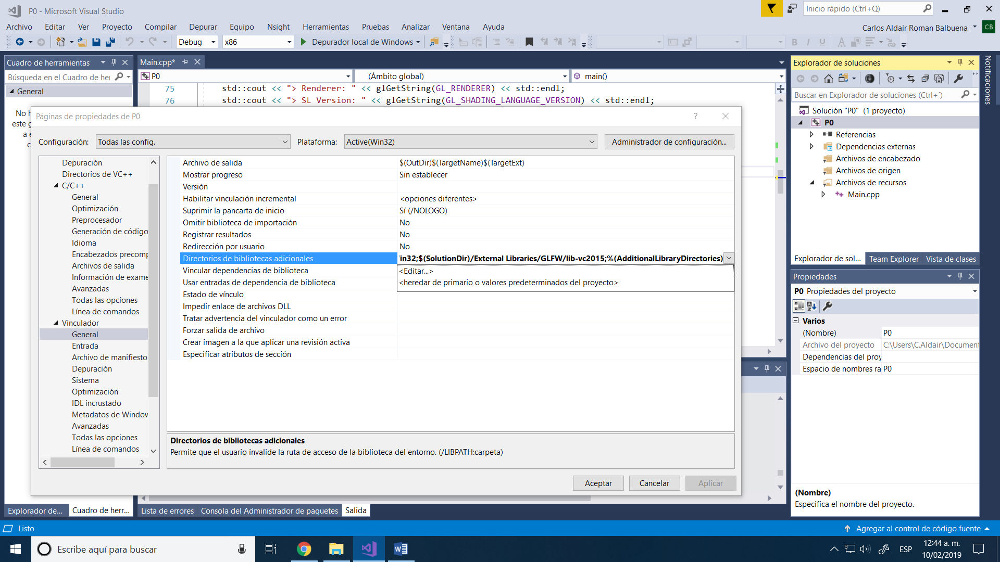 P0 - Microsoft Visual Studio
Inicio rápido (Ctrl+Q)
Archivo Editar Ver Proyecto Compilar Depurar Equipo Nsight Herramientas Pruebas Analizar Ventana Ayuda
Carlos Aldair Roman Balbuena CB
Debug x86 Depurador local de Windows
Cuadro de herramientas
Búsqueda en el Cuadro de he
General
No h
este g
a e
c
Main.cpp*
P0 (Ámbito global) main()
75 std::cout << "> Renderer: " << glGetString(GL_RENDERER) << std::endl;
76 std::cout << "> SL Version: " << glGetString(GL_SHADING_LANGUAGE_VERSION) << std::endl;
Páginas de propiedades de P0
?
Configuración: Todas las config. Plataforma: Active(Win32) Administrador de configuración...
Depuración
Directorios de VC++
C/C++
General
Optimización
Preprocesador
Generación de código
Idioma
Encabezados precomp
Archivos de salida
Información de exame
Avanzadas
Todas las opciones
Línea de comandos
Vinculador
General
Entrada
Archivo de manifiesto
Depuración
Sistema
Optimización
IDL incrustado
Metadatos de Window
Avanzadas
Todas las opciones
Línea de comandos
Archivo de salida $(OutDir)$(TargetName)$(TargetExt)
Mostrar progreso Sin establecer
Versión
Habilitar vinculación incremental <opciones diferentes>
Suprimir la pancarta de inicio Sí (/NOLOGO)
Omitir biblioteca de importación No
Registrar resultados No
Redirección por usuario No
Directorios de bibliotecas adicionales in32;$(SolutionDir)/External Libraries/GLFW/lib-vc2015;%(AdditionalLibraryDirectories)
Vincular dependencias de biblioteca <Editar...>
Usar entradas de dependencia de biblioteca <heredar de primario o valores predeterminados del proyecto>
Estado de vínculo
Impedir enlace de archivos DLL
Tratar advertencia del vinculador como un error
Forzar salida de archivo
Crear imagen a la que aplicar una revisión activa
Especificar atributos de sección
Directorios de bibliotecas adicionales
Permite que el usuario invalide la ruta de acceso de la biblioteca del entorno. (/LIBPATH:carpeta)
Aceptar Cancelar Aplicar
Explorador de... Cuadro de herr...
Lista de errores Consola del Administrador de paquetes Salida
Explorador de soluciones
Buscar en Explorador de soluciones (Ctrl+´)
Solución "P0" (1 proyecto)
P0
Referencias
Dependencias externas
Archivos de encabezado
Archivos de origen
Archivos de recursos
Main.cpp
Explorador de sol... Team Explorer Vista de clases
Propiedades
P0 Propiedades del proyecto
Varios
(Nombre) P0
Archivo del proyecto C:\Users\C.Aldair\Document
Dependencias del proy
Espacio de nombres ra P0
(Nombre)
Especifica el nombre del proyecto.
Notificaciones
Listo
Agregar al control de código fuente
Escribe aquí para buscar
ESP
12:44 a. m.
10/02/2019